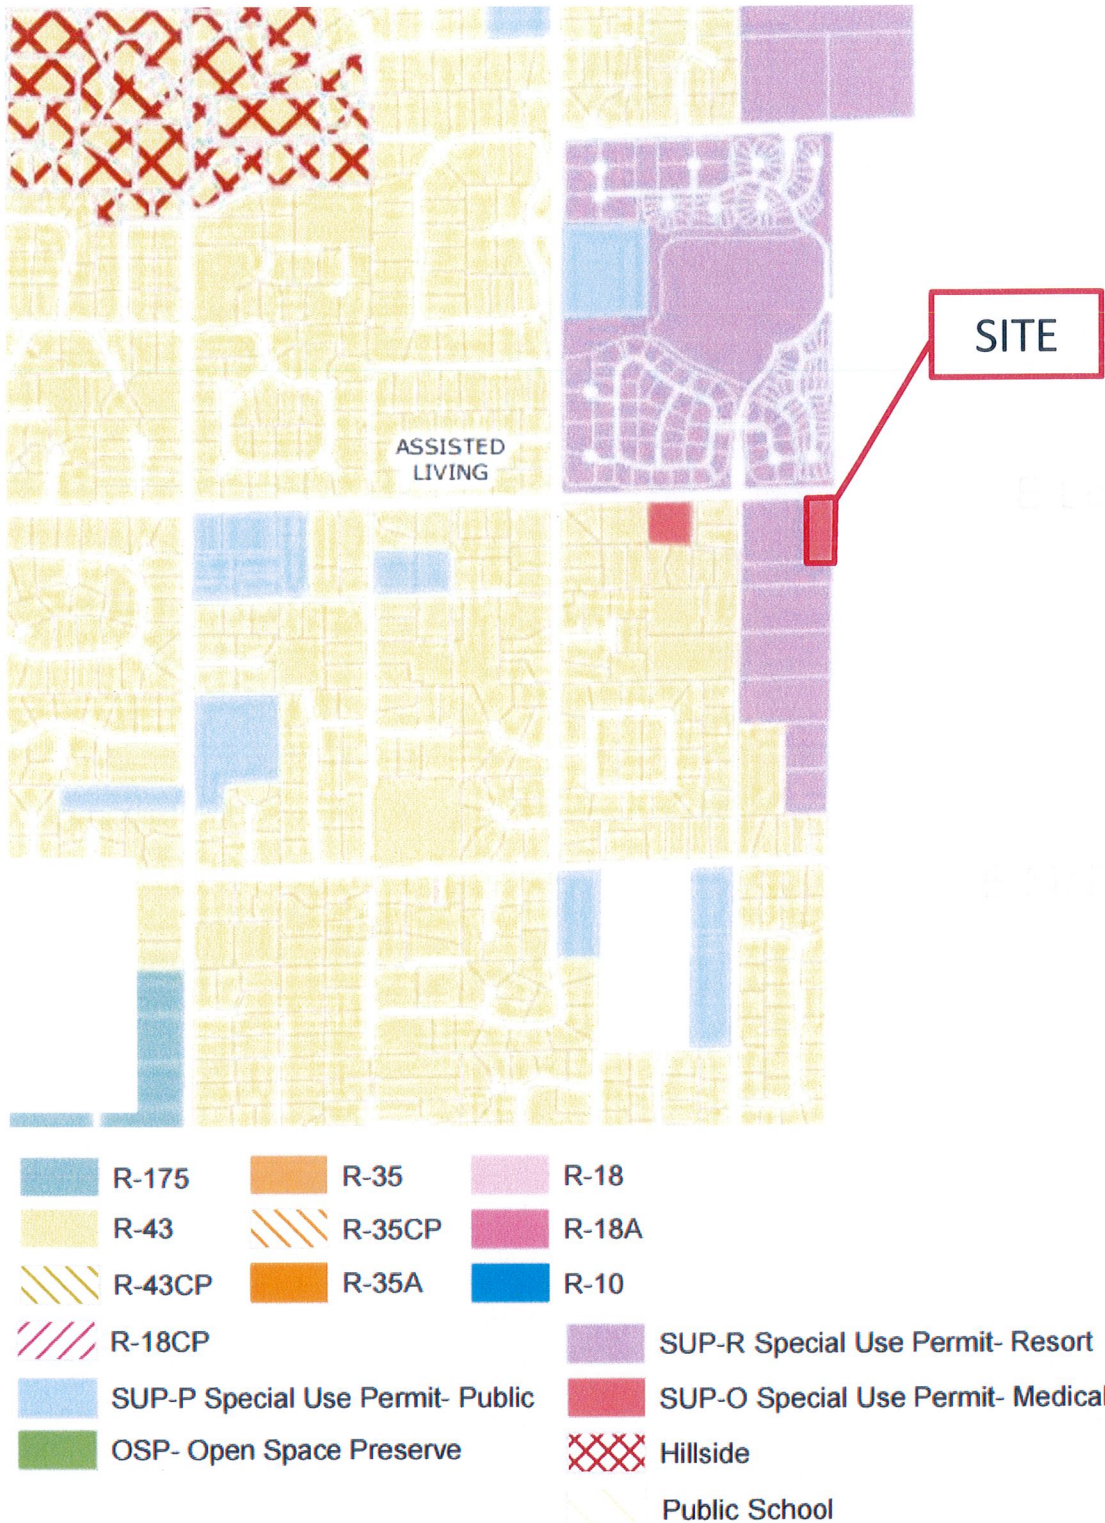 SITE
ASSISTED
LIVING
R-175
R-35
R-18
R-43
R-35CP
R-18A
R-43CP
R-35A
R-10
R-18CP
SUP-R Special Use Permit- Resort
SUP-P Special Use Permit- Public
SUP-O Special Use Permit- Medical
OSP- Open Space Preserve
Hillside
Public School